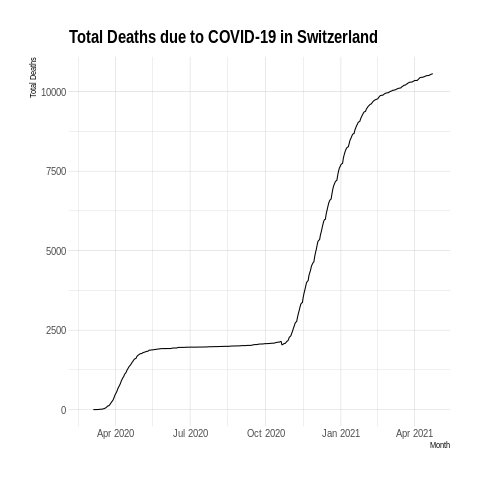 Total Deaths due to COVID-19 in Switzerland
Total Deaths
10000
7500
5000
2500
0
Apr 2020 Jul 2020 Oct 2020 Jan 2021 Apr 2021
Month